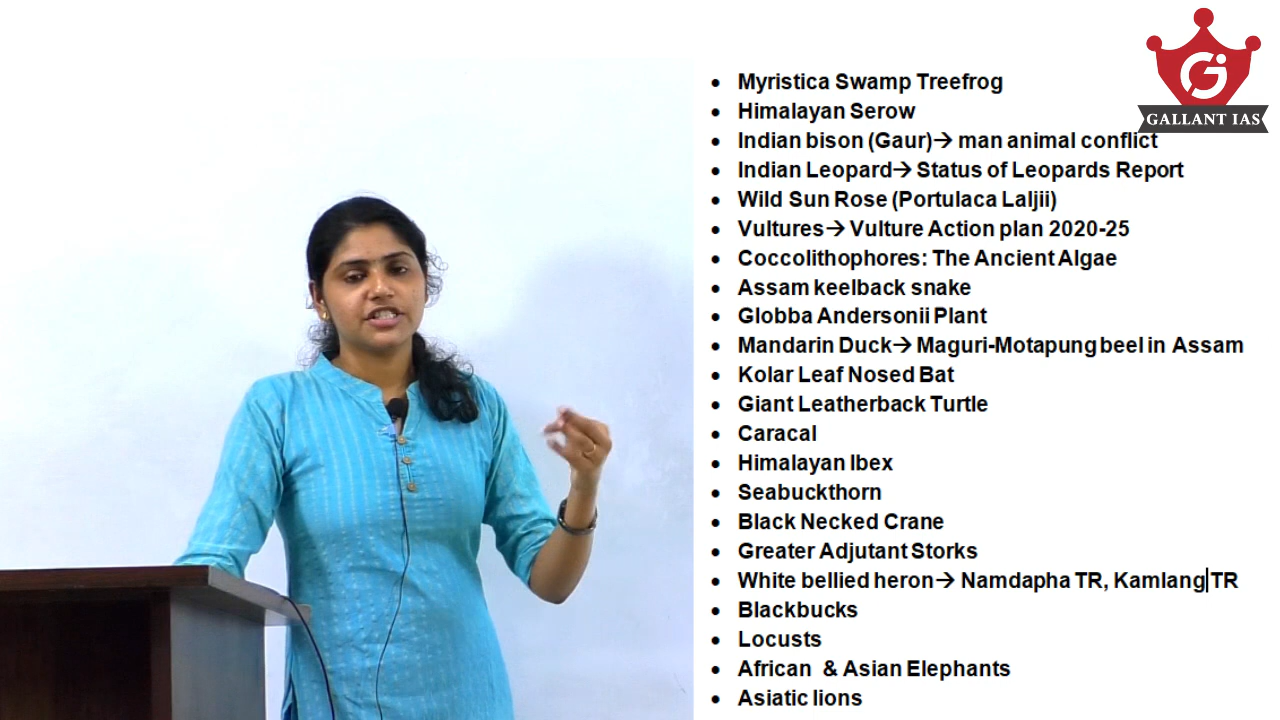 GALLANT IAS
• Myristica Swamp Treefrog
• Himalayan Serow
• Indian bison (Gaur)→ man animal conflict
• Indian Leopard→ Status of Leopards Report
• Wild Sun Rose (Portulaca Laljii)
• Vultures→ Vulture Action plan 2020-25
• Coccolithophores: The Ancient Algae
• Assam keelback snake
• Globba Andersonii Plant
• Mandarin Duck→ Maguri-Motapung beel in Assam
• Kolar Leaf Nosed Bat
• Giant Leatherback Turtle
• Caracal
• Himalayan Ibex
• Seabuckthorn
• Black Necked Crane
• Greater Adjutant Storks
• White bellied heron→ Namdapha TR, Kamlang TR
• Blackbucks
• Locusts
• African & Asian Elephants
• Asiatic lions